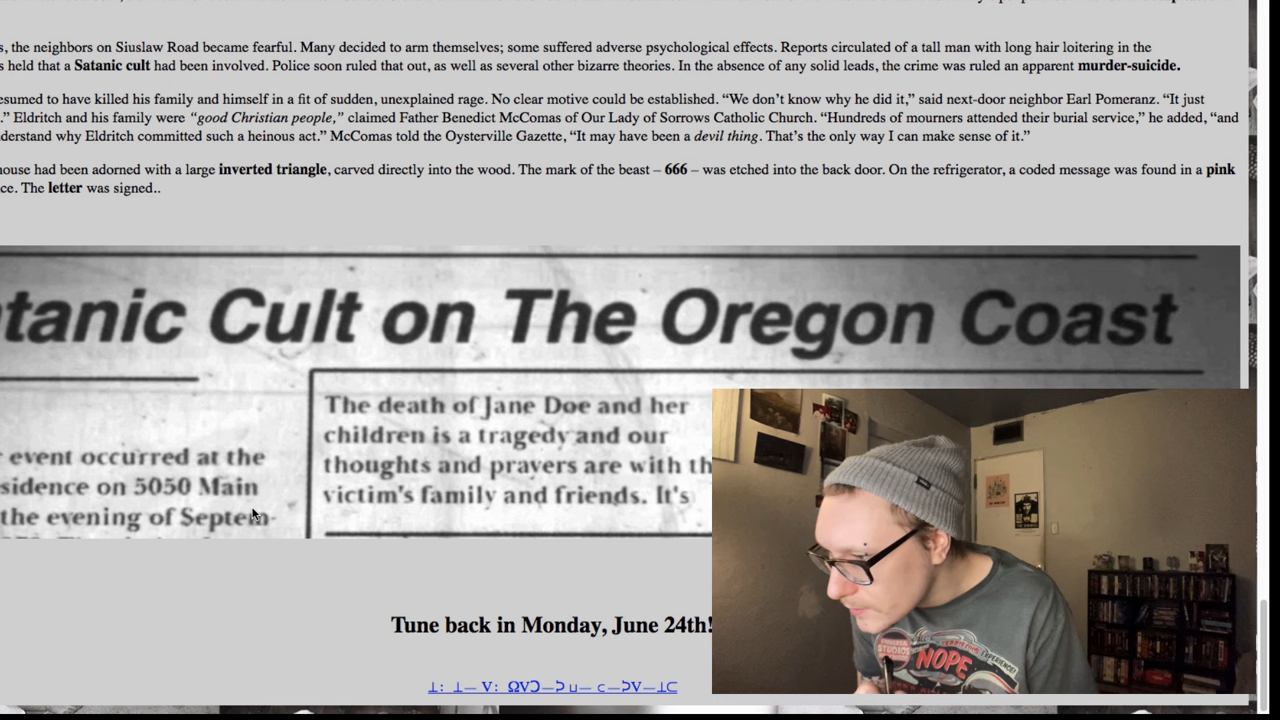 s, the neighbors on Siuslaw Road became fearful. Many decided to arm themselves; some suffered adverse psychological effects. Reports circulated of a tall man with long hair loitering in the
s held that a Satanic cult had been involved. Police soon ruled that out, as well as several other bizarre theories. In the absence of any solid leads, the crime was ruled an apparent murder-suicide.
esumed to have killed his family and himself in a fit of sudden, unexplained rage. No clear motive could be established. “We don’t know why he did it,” said next-door neighbor Earl Pomeranz. “It just
.” Eldritch and his family were “good Christian people,” claimed Father Benedict McComas of Our Lady of Sorrows Catholic Church. “Hundreds of mourners attended their burial service,” he added, “and
derstand why Eldritch committed such a heinous act.” McComas told the Oysterville Gazette, “It may have been a devil thing. That’s the only way I can make sense of it.”
house had been adorned with a large inverted triangle, carved directly into the wood. The mark of the beast – 666 – was etched into the back door. On the refrigerator, a coded message was found in a pink
ce. The letter was signed..
tanic Cult on The Oregon Coast
The death of Jane Doe and her
children is a tragedy and our
thoughts and prayers are with th
victim's family and friends. It's
event occurred at the
sidence on 5050 Main
the evening of Septem-
Tune back in Monday, June 24th!
NOPE